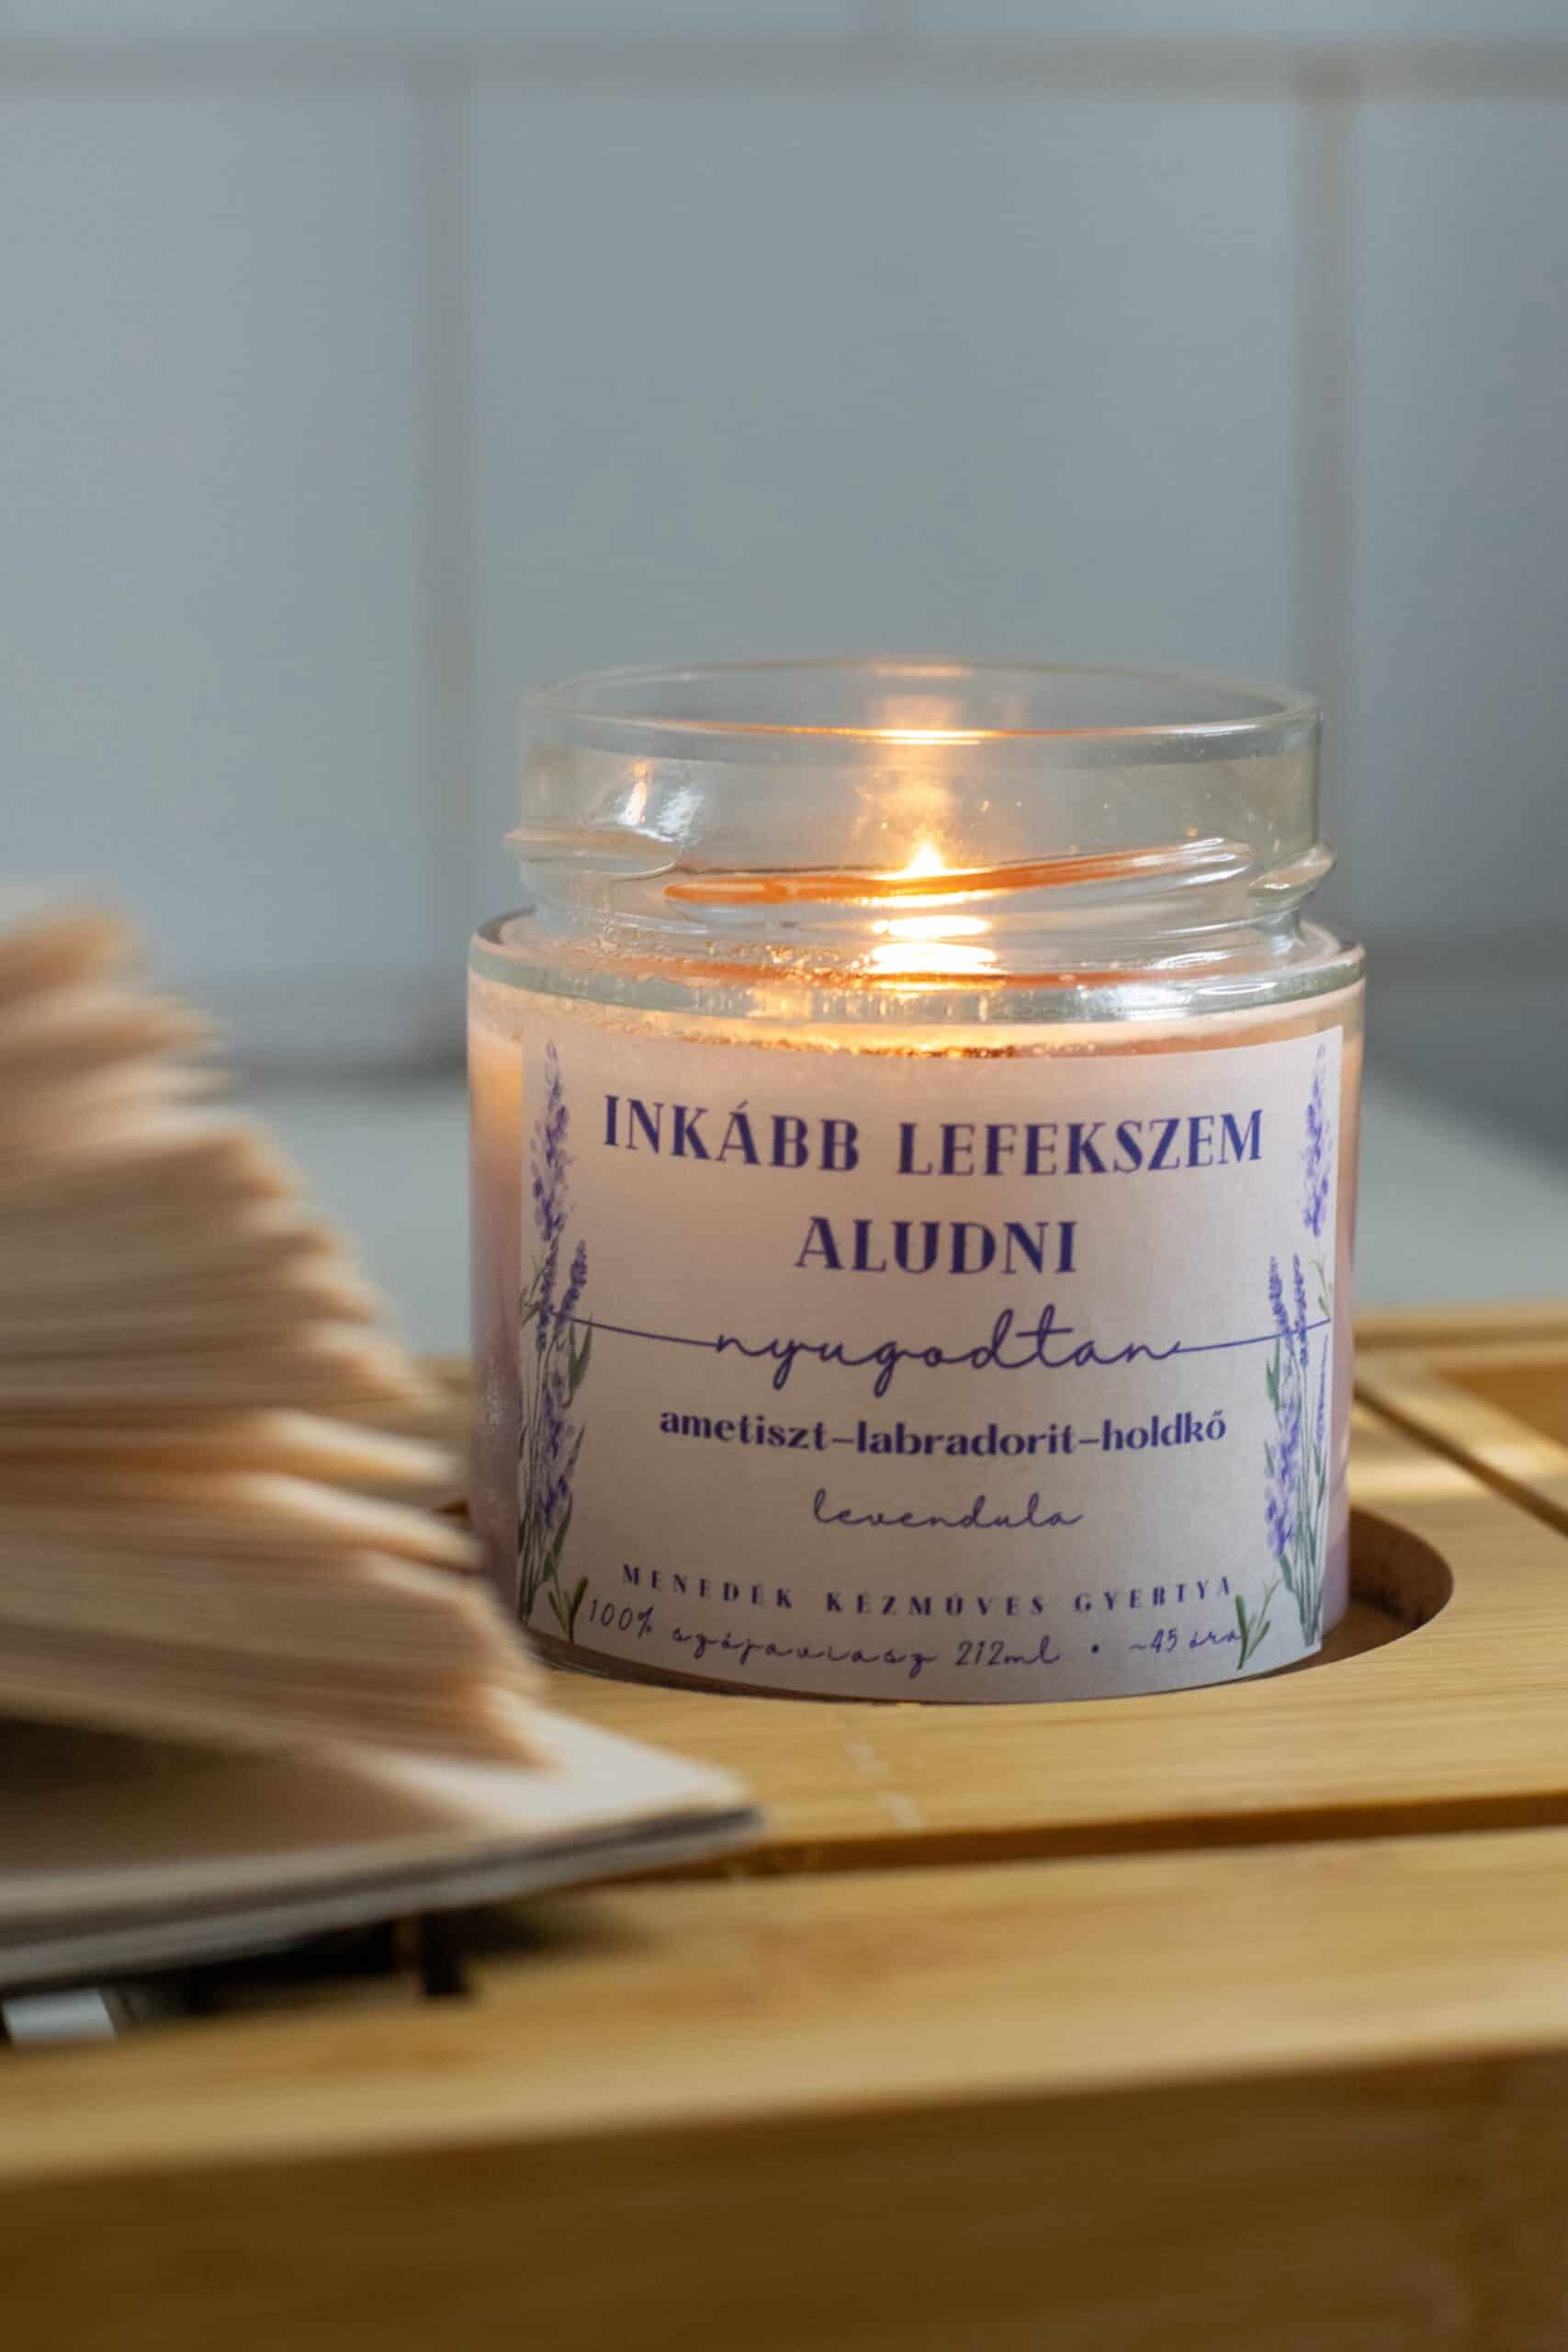 INKÁBB LEFEKSZEM
ALUDNI
nyugodtan
ametiszt–labradorit–holdkő
levendula
MENEDÉK KÉZMŰVES GYERTYA
100% szójaviasz 212ml • ~45 óra